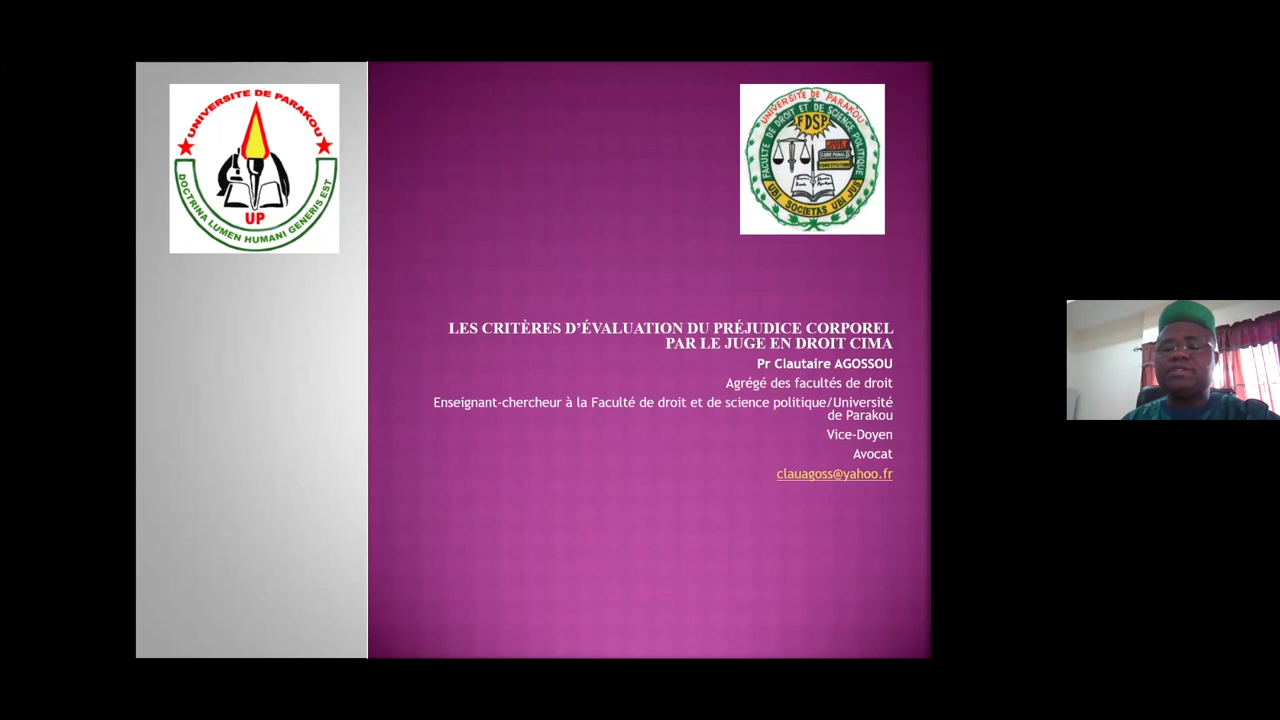 UNIVERSITE DE PARAKOU
UP
DOCTRINA LUMEN HUMANI GENERIS EST
UNIVERSITE DE PARAKOU
FACULTE DE DROIT ET DE SCIENCE POLITIQUE
FDSP
CODE PENAL
CONSTITUTION
UBI SOCIETAS UBI JUS
LES CRITÈRES D’ÉVALUATION DU PRÉJUDICE CORPOREL
PAR LE JUGE EN DROIT CIMA
Pr Clautaire AGOSSOU
Agrégé des facultés de droit
Enseignant-chercheur à la Faculté de droit et de science politique/Université
de Parakou
Vice-Doyen
Avocat
clauagoss@yahoo.fr